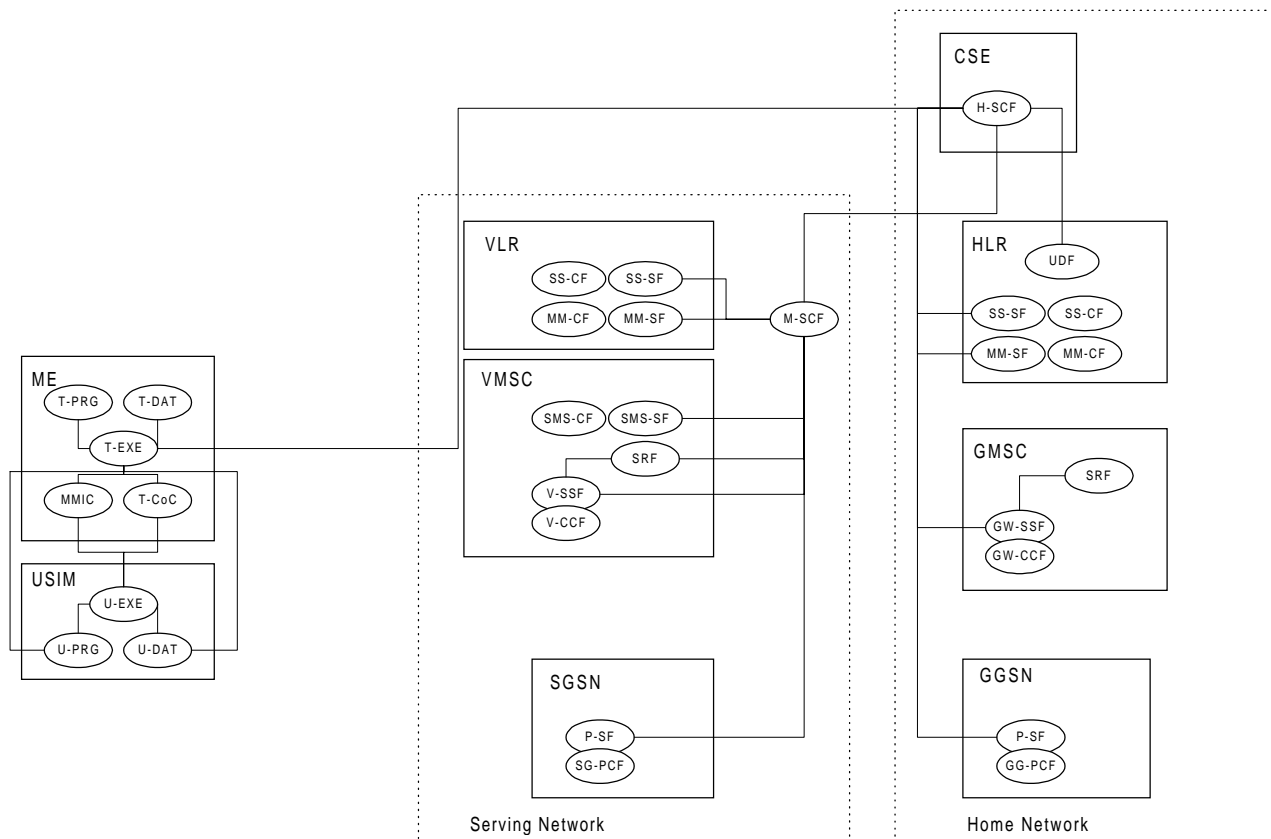 CSE
H-SCF
VLR
SS-CF
SS-SF
MM-CF
MM-SF
M-SCF
HLR
UDF
SS-SF
SS-CF
MM-SF
MM-CF
ME
T-PRG
T-DAT
T-EXE
MMIC
T-CoC
VMSC
SMS-CF
SMS-SF
SRF
V-SSF
V-CCF
GMSC
SRF
GW-SSF
GW-CCF
USIM
U-EXE
U-PRG
U-DAT
SGSN
P-SF
SG-PCF
GGSN
P-SF
GG-PCF
Serving Network
Home Network